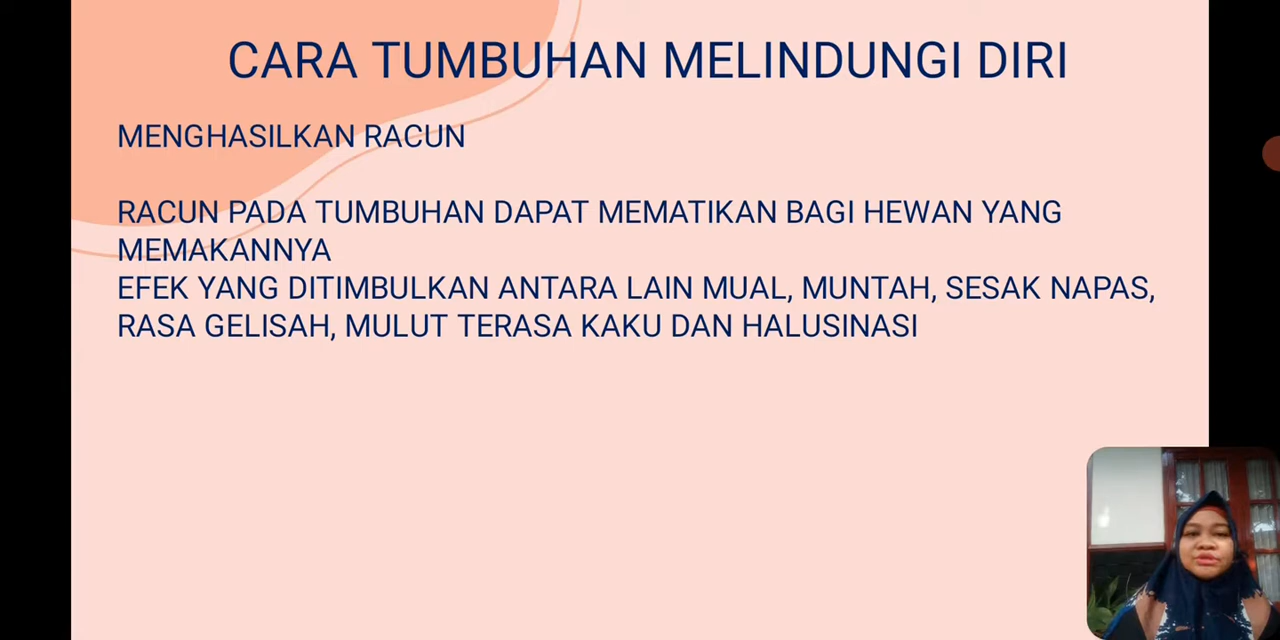 CARA TUMBUHAN MELINDUNGI DIRI
MENGHASILKAN RACUN
RACUN PADA TUMBUHAN DAPAT MEMATIKAN BAGI HEWAN YANG
MEMAKANNYA
EFEK YANG DITIMBULKAN ANTARA LAIN MUAL, MUNTAH, SESAK NAPAS,
RASA GELISAH, MULUT TERASA KAKU DAN HALUSINASI